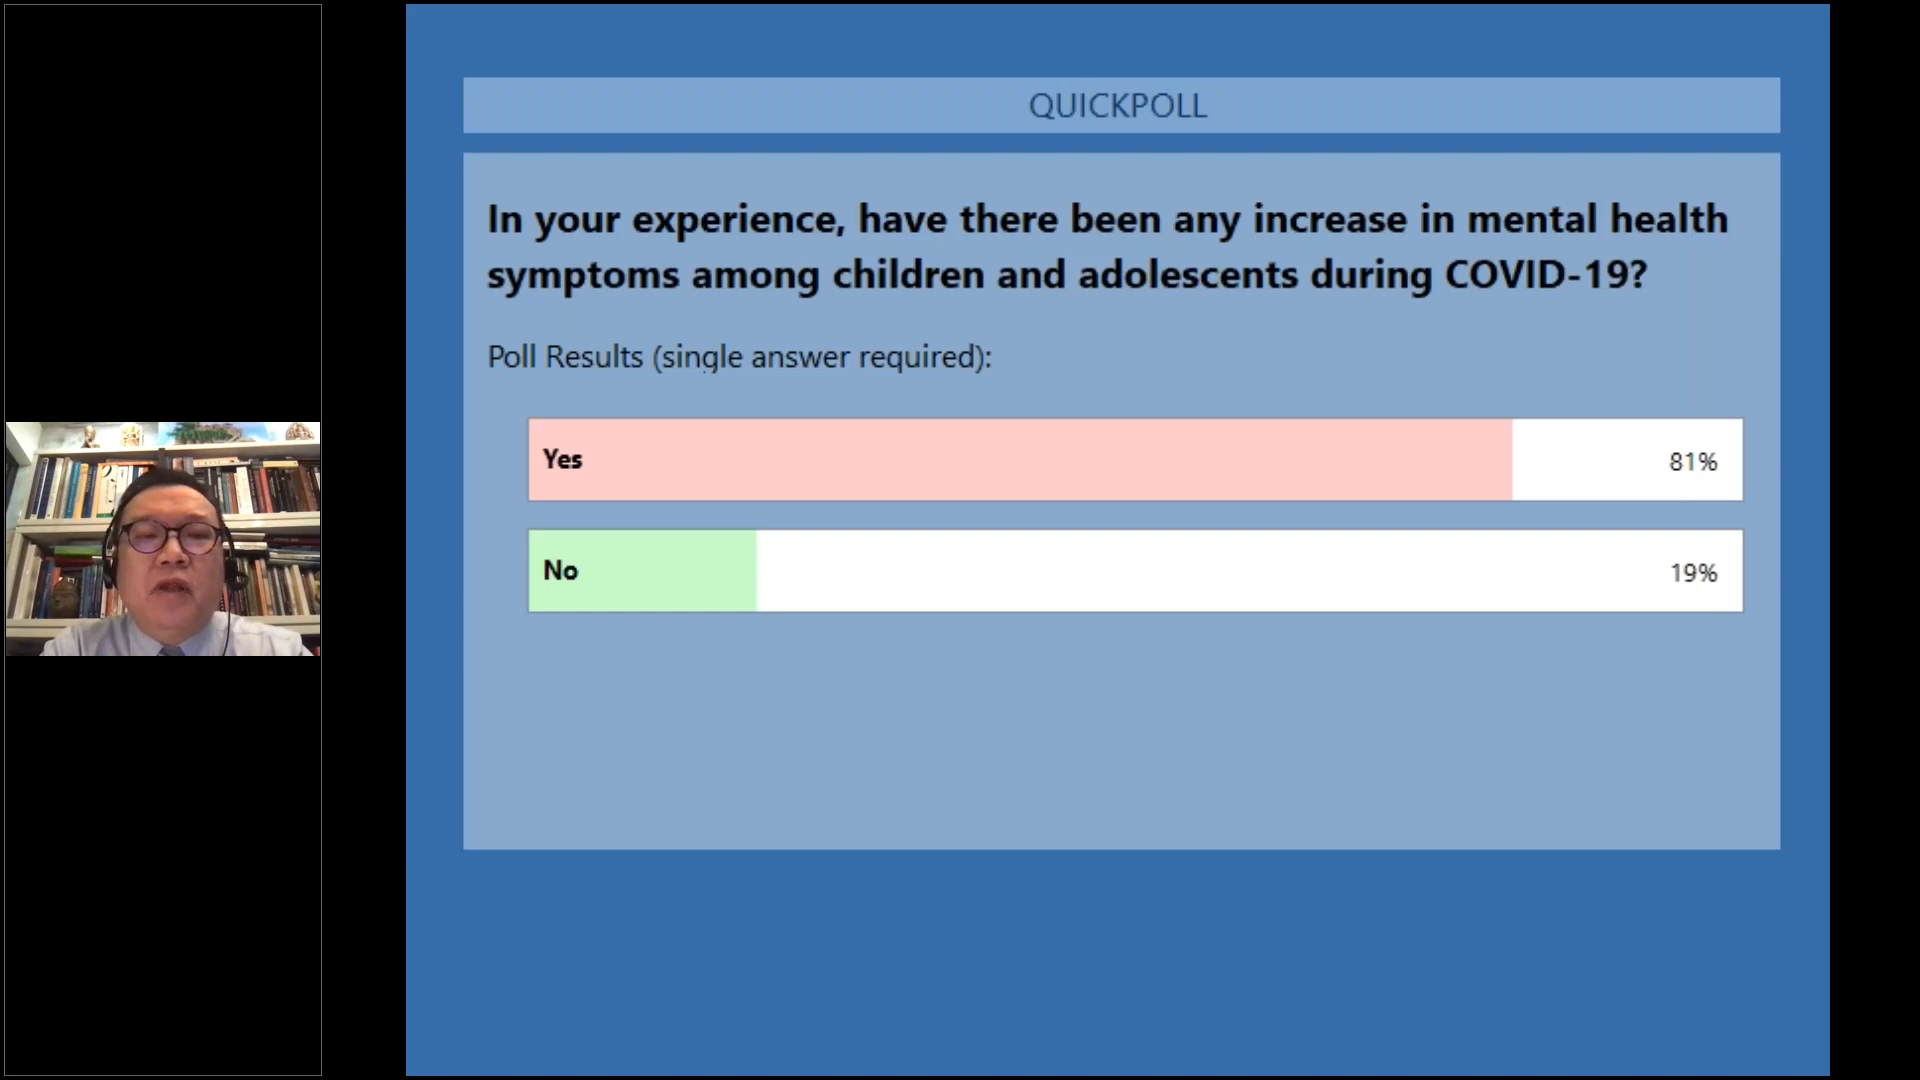 QUICKPOLL
In your experience, have there been any increase in mental health
symptoms among children and adolescents during COVID-19?
Poll Results (single answer required):
Yes 81%
No 19%